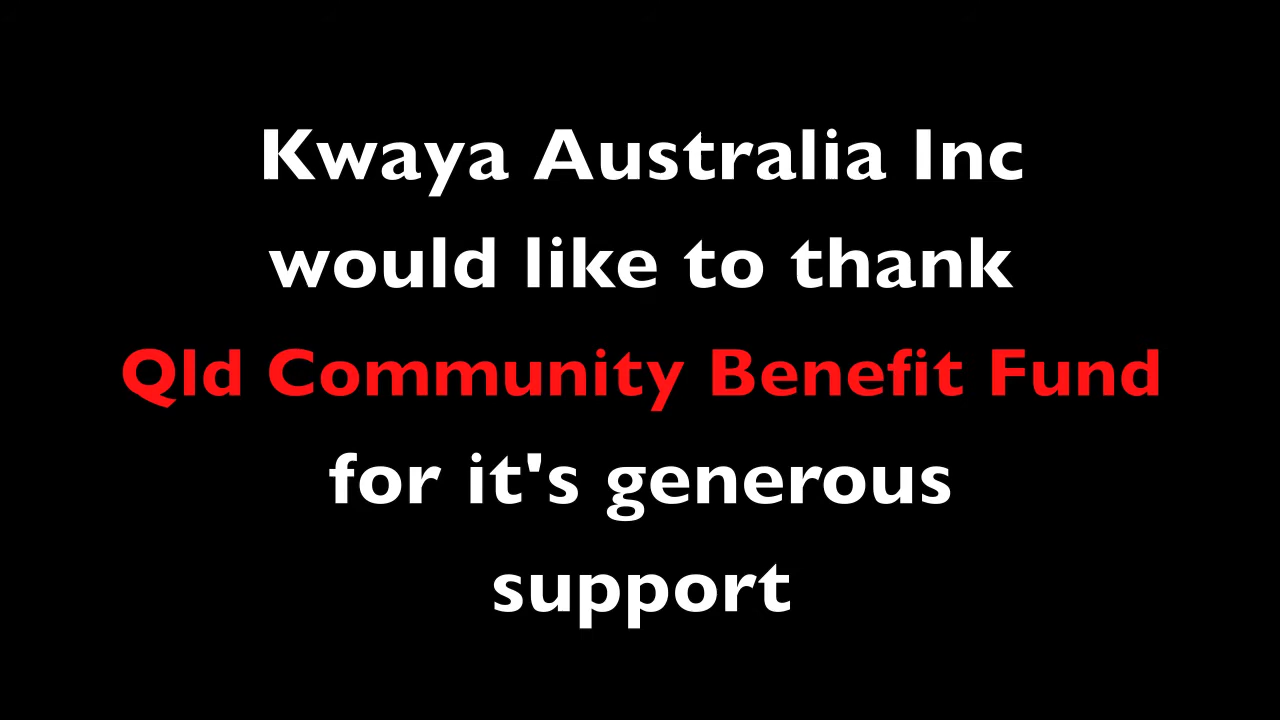 Kwaya Australia Inc
would like to thank
Qld Community Benefit Fund
for it's generous
support